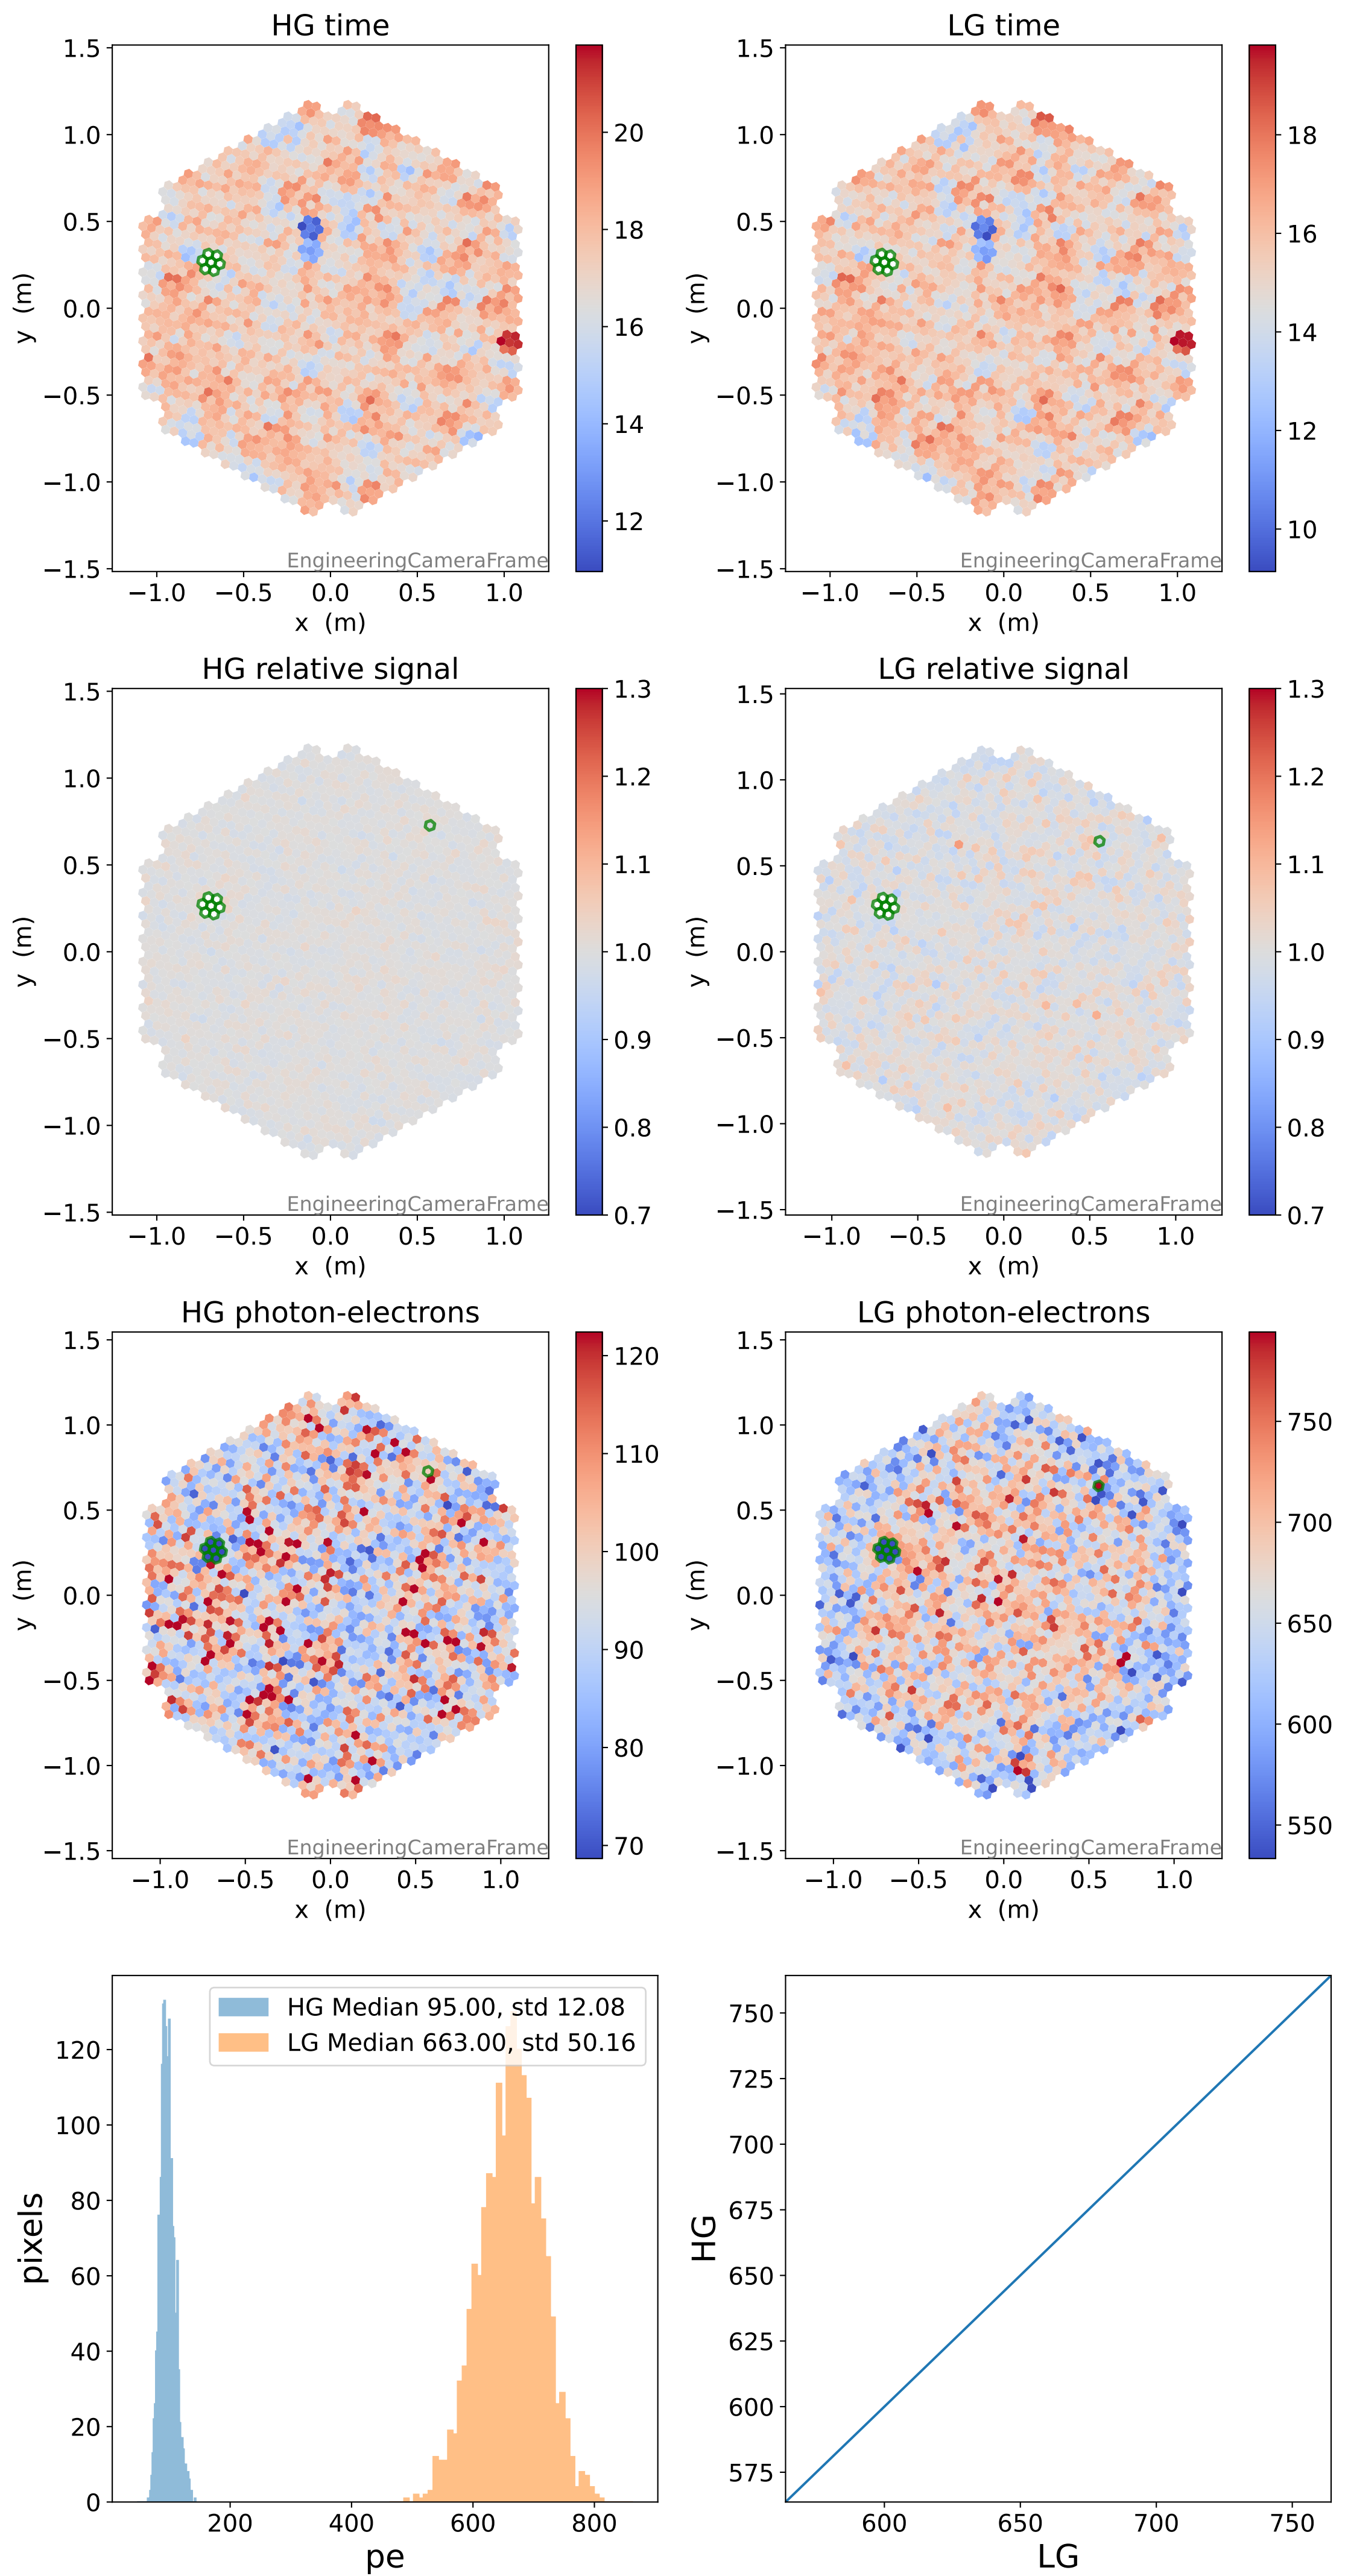 HG time
LG time
1.5
1.0
0.5
0.0
−0.5
−1.0
−1.5
y (m)
EngineeringCameraFrame
−1.0 −0.5 0.0 0.5 1.0
x (m)
20
18
16
14
12
1.5
1.0
0.5
0.0
−0.5
−1.0
−1.5
y (m)
EngineeringCameraFrame
−1.0 −0.5 0.0 0.5 1.0
x (m)
18
16
14
12
10
HG relative signal
LG relative signal
1.5
1.0
0.5
0.0
−0.5
−1.0
−1.5
y (m)
EngineeringCameraFrame
−1.0 −0.5 0.0 0.5 1.0
x (m)
1.3
1.2
1.1
1.0
0.9
0.8
0.7
1.5
1.0
0.5
0.0
−0.5
−1.0
−1.5
y (m)
EngineeringCameraFrame
−1.0 −0.5 0.0 0.5 1.0
x (m)
1.3
1.2
1.1
1.0
0.9
0.8
0.7
HG photon-electrons
LG photon-electrons
1.5
1.0
0.5
0.0
−0.5
−1.0
−1.5
y (m)
EngineeringCameraFrame
−1.0 −0.5 0.0 0.5 1.0
x (m)
120
110
100
90
80
70
1.5
1.0
0.5
0.0
−0.5
−1.0
−1.5
y (m)
EngineeringCameraFrame
−1.0 −0.5 0.0 0.5 1.0
x (m)
750
700
650
600
550
HG Median 95.00, std 12.08
LG Median 663.00, std 50.16
120
100
80
60
40
20
0
pixels
200 400 600 800
pe
750
725
700
675
650
625
600
575
HG
600 650 700 750
LG